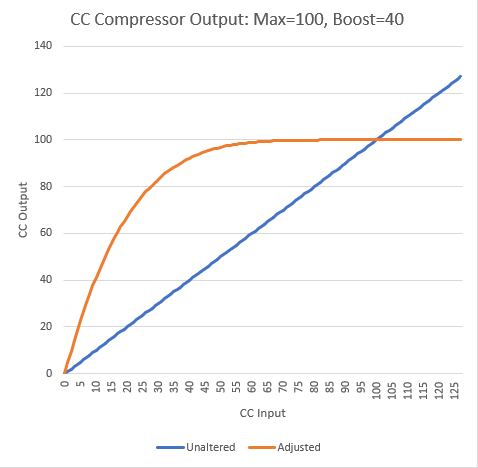 CC Compressor Output: Max=100, Boost=40
140
120
100
80
60
40
20
0
CC Output
0 5 10 15 20 25 30 35 40 45 50 55 60 65 70 75 80 85 90 95 100 105 110 115 120 125
CC Input
Unaltered Adjusted